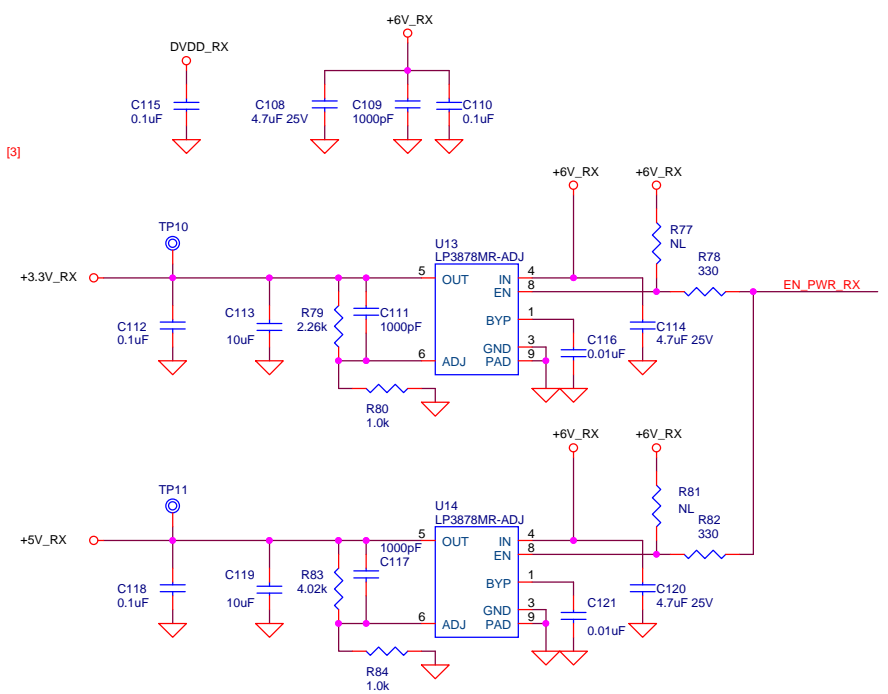 +6V_RX
DVDD_RX
C115
0.1uF
C108
4.7uF 25V
C109
1000pF
C110
0.1uF
[3]
+6V_RX
+6V_RX
TP10
R77
NL
U13
LP3878MR-ADJ
R78
330
+3.3V_RX
5
OUT
IN
4
EN
8
EN_PWR_RX
C112
0.1uF
C113
10uF
R79
2.26k
C111
1000pF
BYP
1
C116
0.01uF
C114
4.7uF 25V
GND
3
PAD
9
6
ADJ
R80
1.0k
+6V_RX
+6V_RX
TP11
R81
NL
U14
LP3878MR-ADJ
R82
330
+5V_RX
5
OUT
IN
4
EN
8
1000pF
C117
C118
0.1uF
C119
10uF
R83
4.02k
BYP
1
C121
0.01uF
C120
4.7uF 25V
GND
3
PAD
9
6
ADJ
R84
1.0k